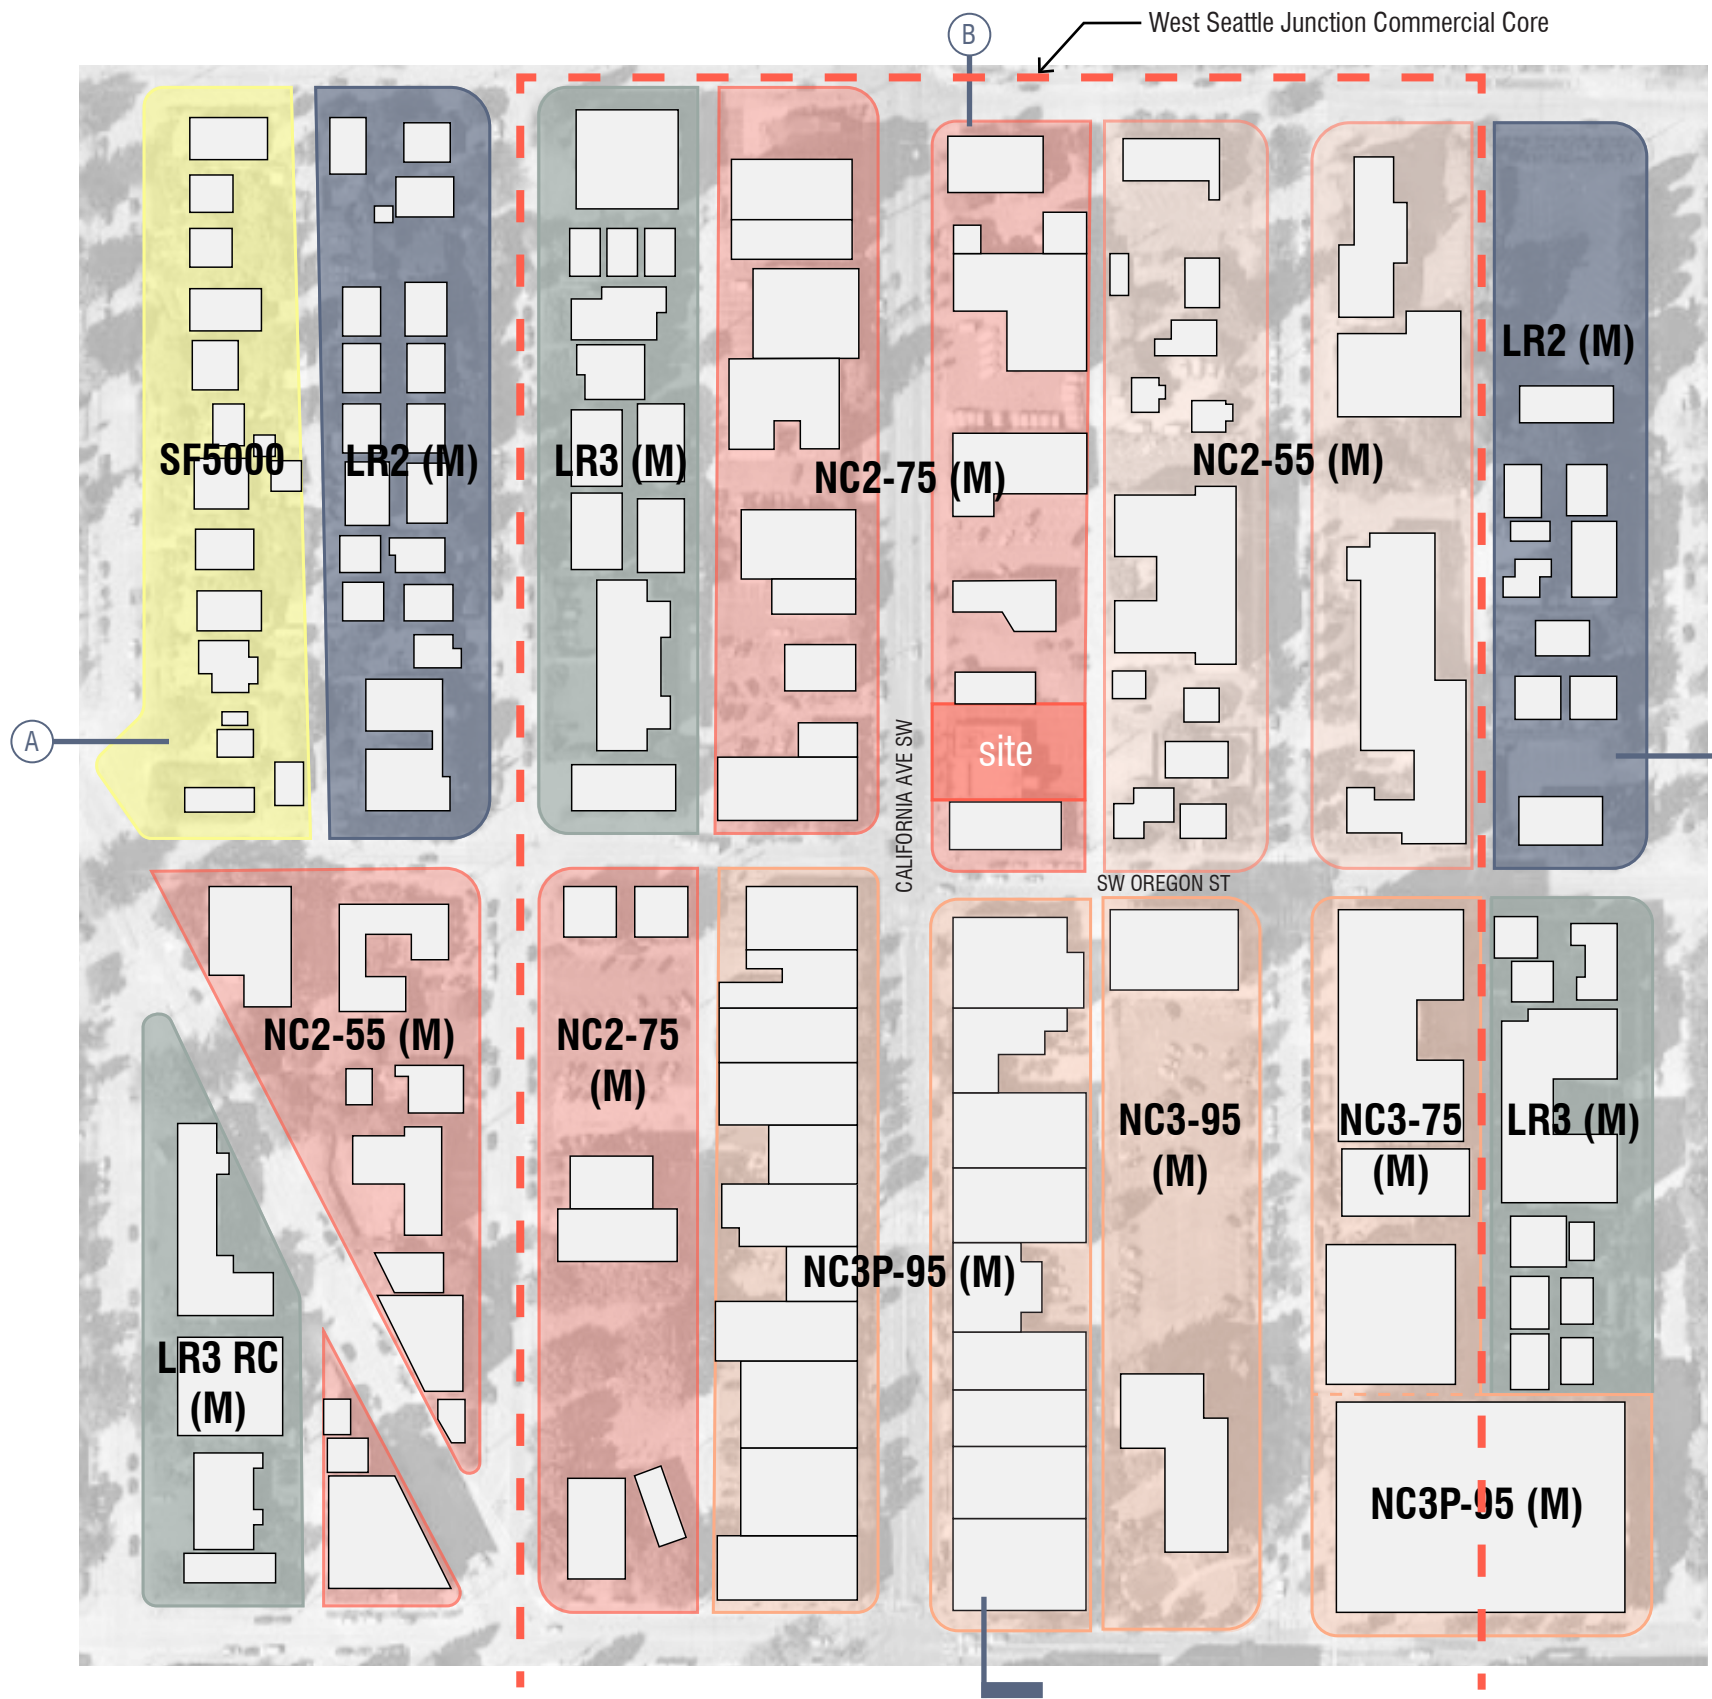 West Seattle Junction Commercial Core
B
LR2 (M)
SF5000
LR2 (M)
LR3 (M)
NC2-75 (M)
NC2-55 (M)
A
CALIFORNIA AVE SW
site
SW OREGON ST
NC2-55 (M)
NC2-75
(M)
NC3-95
(M)
NC3-75
(M)
LR3 (M)
NC3P-95 (M)
LR3 RC
(M)
NC3P-95 (M)